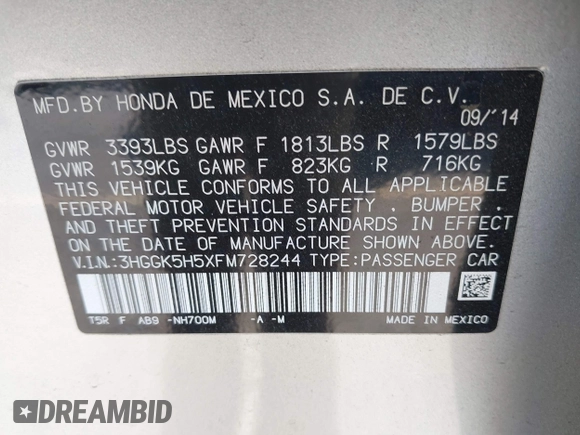 MFD.BY HONDA DE MEXICO S.A. DE C.V.
09/'14
GVWR 3393LBS GAWR F 1813LBS R 1579LBS
GVWR 1539KG GAWR F 823KG R 716KG
THIS VEHICLE CONFORMS TO ALL APPLICABLE
FEDERAL MOTOR VEHICLE SAFETY , BUMPER ,
AND THEFT PREVENTION STANDARDS IN EFFECT
ON THE DATE OF MANUFACTURE SHOWN ABOVE.
V.I.N.:3HGGK5H5XFM728244 TYPE:PASSENGER CAR
T5R F AB9 -NH700M -A -M MADE IN MEXICO
DREAMBID